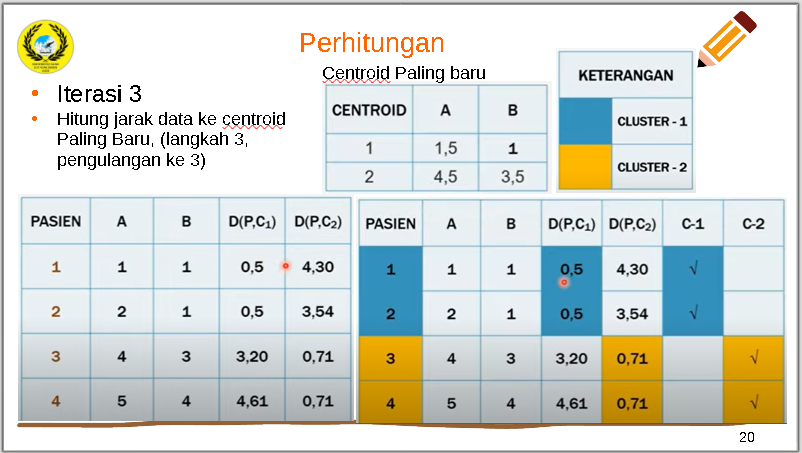 Perhitungan
Centroid Paling baru
• Iterasi 3
• Hitung jarak data ke centroid
Paling Baru, (langkah 3,
pengulangan ke 3)
CENTROID A B
1 1,5 1
2 4,5 3,5
KETERANGAN
CLUSTER - 1
CLUSTER - 2
PASIEN A B D(P,C₁) D(P,C₂)
1 1 1 0,5 4,30
2 2 1 0,5 3,54
3 4 3 3,20 0,71
4 5 4 4,61 0,71
PASIEN A B D(P,C₁) D(P,C₂) C-1 C-2
1 1 1 0,5 4,30 √
2 2 1 0,5 3,54 √
3 4 3 3,20 0,71 √
4 5 4 4,61 0,71 √
20